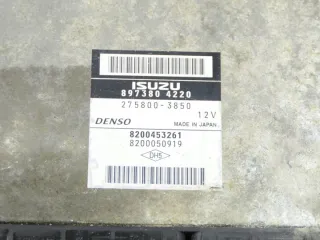 ISUZU
897380 4220
275800-3850
12V
DENSO MADE IN JAPAN
8200453261
8200050919
DHS